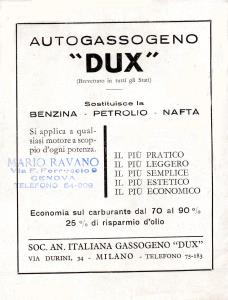 AUTOGASSOGENO
"DUX"
(Brevettato in tutti gli Stati)
Sostituisce la
BENZINA - PETROLIO - NAFTA
Si applica a qual-
siasi motore a scop-
pio d'ogni potenza.
MARIO RAVANO
Via F. Ferruccio 9
GENOVA
TELEFONO 54-009
IL PIÙ PRATICO
IL PIÙ LEGGERO
IL PIÙ SEMPLICE
IL PIÙ ESTETICO
IL PIÙ ECONOMICO
Economia sul carburante dal 70 al 90 %
25 % di risparmio d'olio
SOC. AN. ITALIANA GASSOGENO "DUX"
VIA DURINI, 34 - MILANO - TELEFONO 75-183